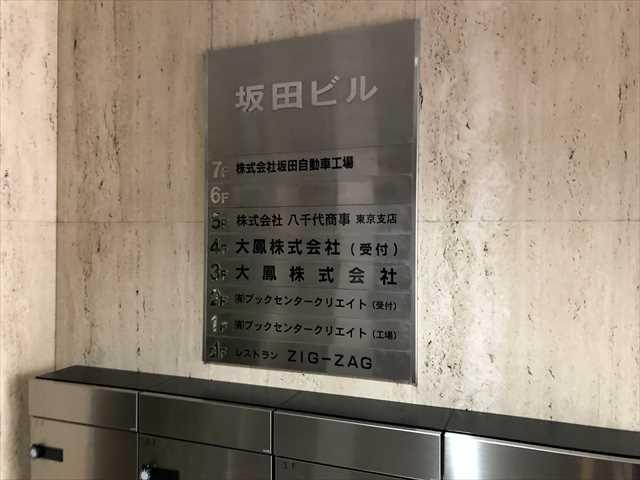 坂田ビル
7F 株式会社坂田自動車工場
6F
5F 株式会社 八千代商事 東京支店
4F 大鳳株式会社(受付)
3F 大鳳株式会社
2F ㈲ブックセンタークリエイト(受付)
1F ㈲ブックセンタークリエイト(工場)
レストラン ZIG-ZAG